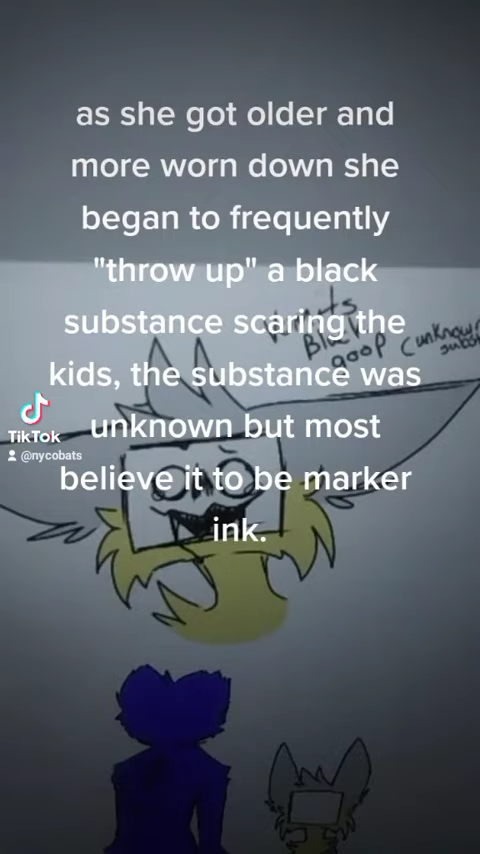 as she got older and
more worn down she
began to frequently
"throw up" a black
substance scaring the
kids, the substance was
unknown but most
believe it to be marker
ink.
Black
goop (unknown
TikTok
@nycobats